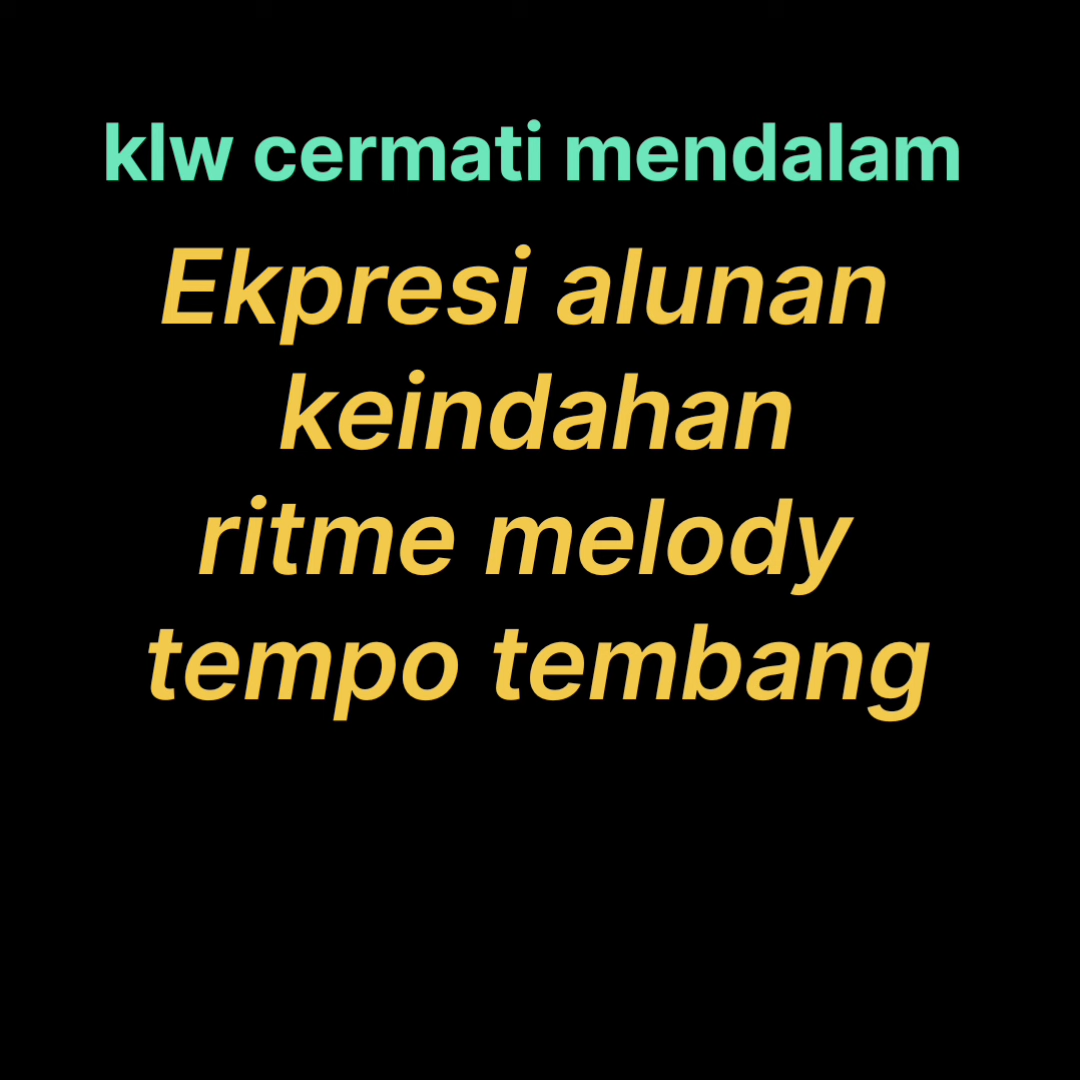 klw cermati mendalam
Ekpresi alunan
keindahan
ritme melody
tempo tembang